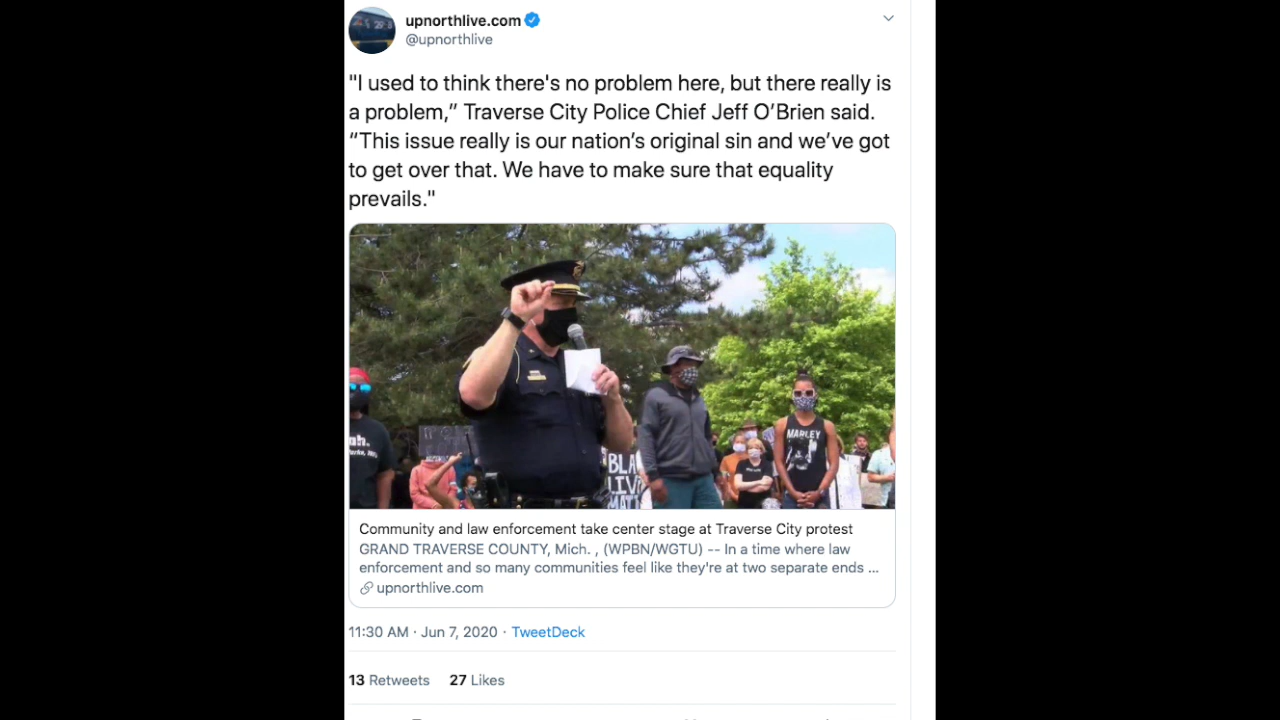 upnorthlive.com
@upnorthlive
"I used to think there's no problem here, but there really is
a problem,” Traverse City Police Chief Jeff O’Brien said.
“This issue really is our nation’s original sin and we’ve got
to get over that. We have to make sure that equality
prevails."
MARLEY
BLA
LIV
MAT
Community and law enforcement take center stage at Traverse City protest
GRAND TRAVERSE COUNTY, Mich. , (WPBN/WGTU) -- In a time where law
enforcement and so many communities feel like they're at two separate ends ...
upnorthlive.com
11:30 AM · Jun 7, 2020 · TweetDeck
13 Retweets 27 Likes